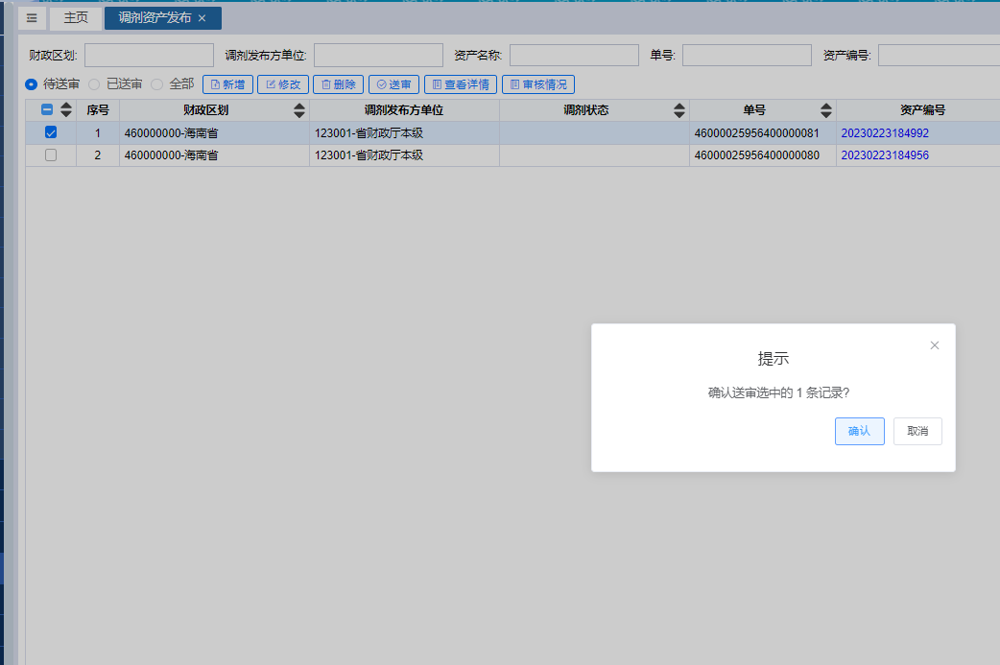 主页 调剂资产发布
财政区划: 调剂发布方单位: 资产名称: 单号: 资产编号:
待送审 已送审 全部 新增 修改 删除 送审 查看详情 审核情况
序号 财政区划 调剂发布方单位 调剂状态 单号 资产编号
1 460000000-海南省 123001-省财政厅本级 46000025956400000081 20230223184992
2 460000000-海南省 123001-省财政厅本级 46000025956400000080 20230223184956
提示
确认送审选中的 1 条记录?
确认 取消